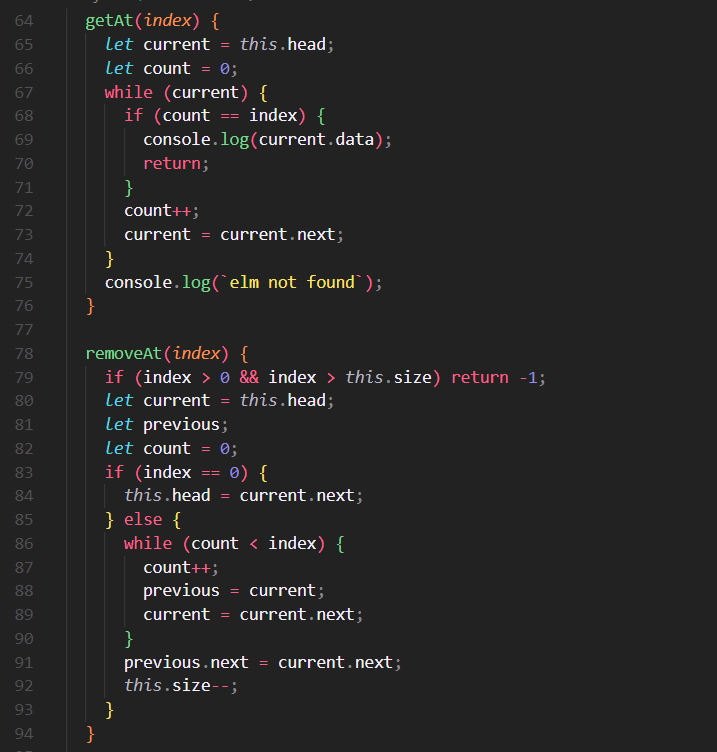 64 getAt(index) {
65 let current = this.head;
66 let count = 0;
67 while (current) {
68 if (count == index) {
69 console.log(current.data);
70 return;
71 }
72 count++;
73 current = current.next;
74 }
75 console.log(`elm not found`);
76 }
77
78 removeAt(index) {
79 if (index > 0 && index > this.size) return -1;
80 let current = this.head;
81 let previous;
82 let count = 0;
83 if (index == 0) {
84 this.head = current.next;
85 } else {
86 while (count < index) {
87 count++;
88 previous = current;
89 current = current.next;
90 }
91 previous.next = current.next;
92 this.size--;
93 }
94 }